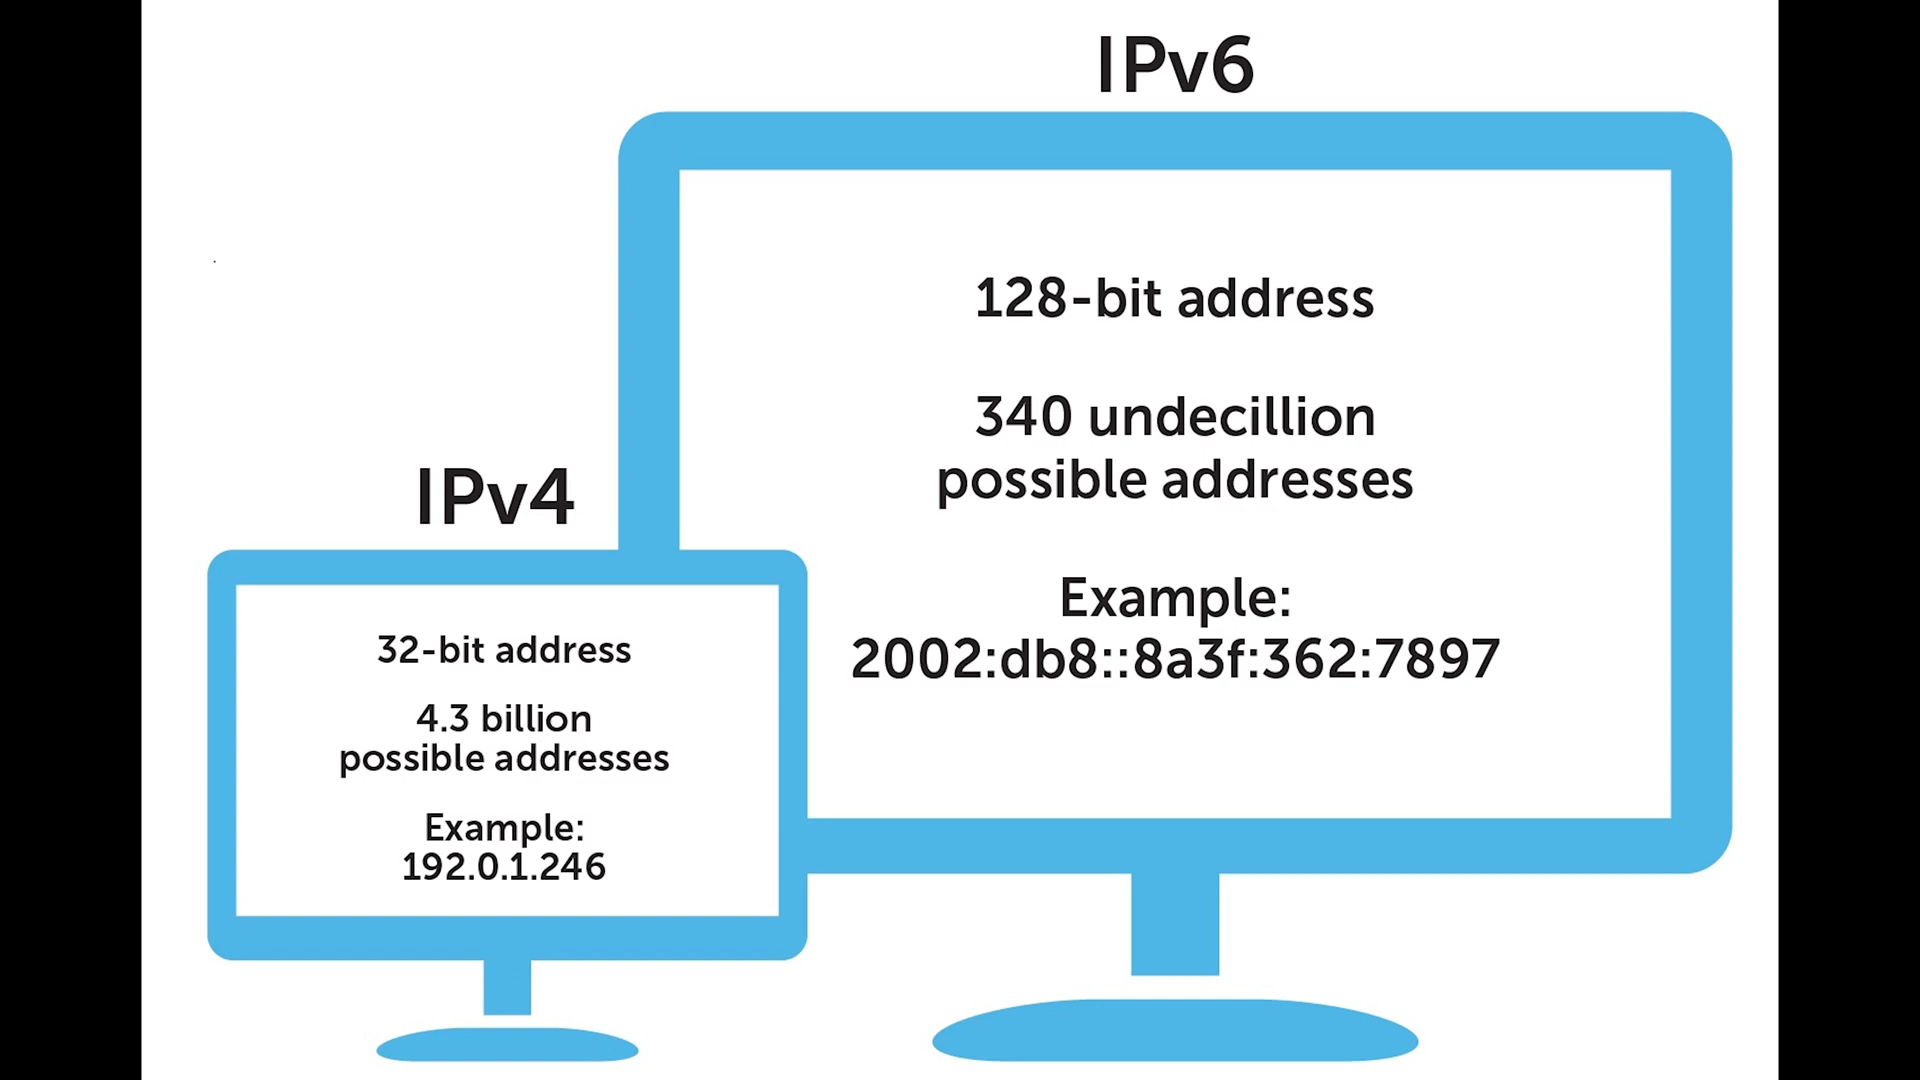 IPv6
128-bit address
340 undecillion
possible addresses
Example:
2002:db8::8a3f:362:7897
IPv4
32-bit address
4.3 billion
possible addresses
Example:
192.0.1.246